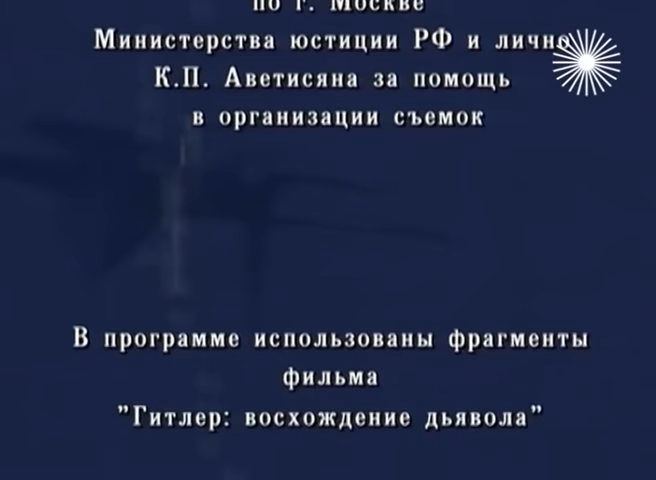 по г. Москве
Министерства юстиции РФ и лично
К.П. Аветисяна за помощь
в организации съемок
В программе использованы фрагменты
фильма
"Гитлер: восхождение дьявола"